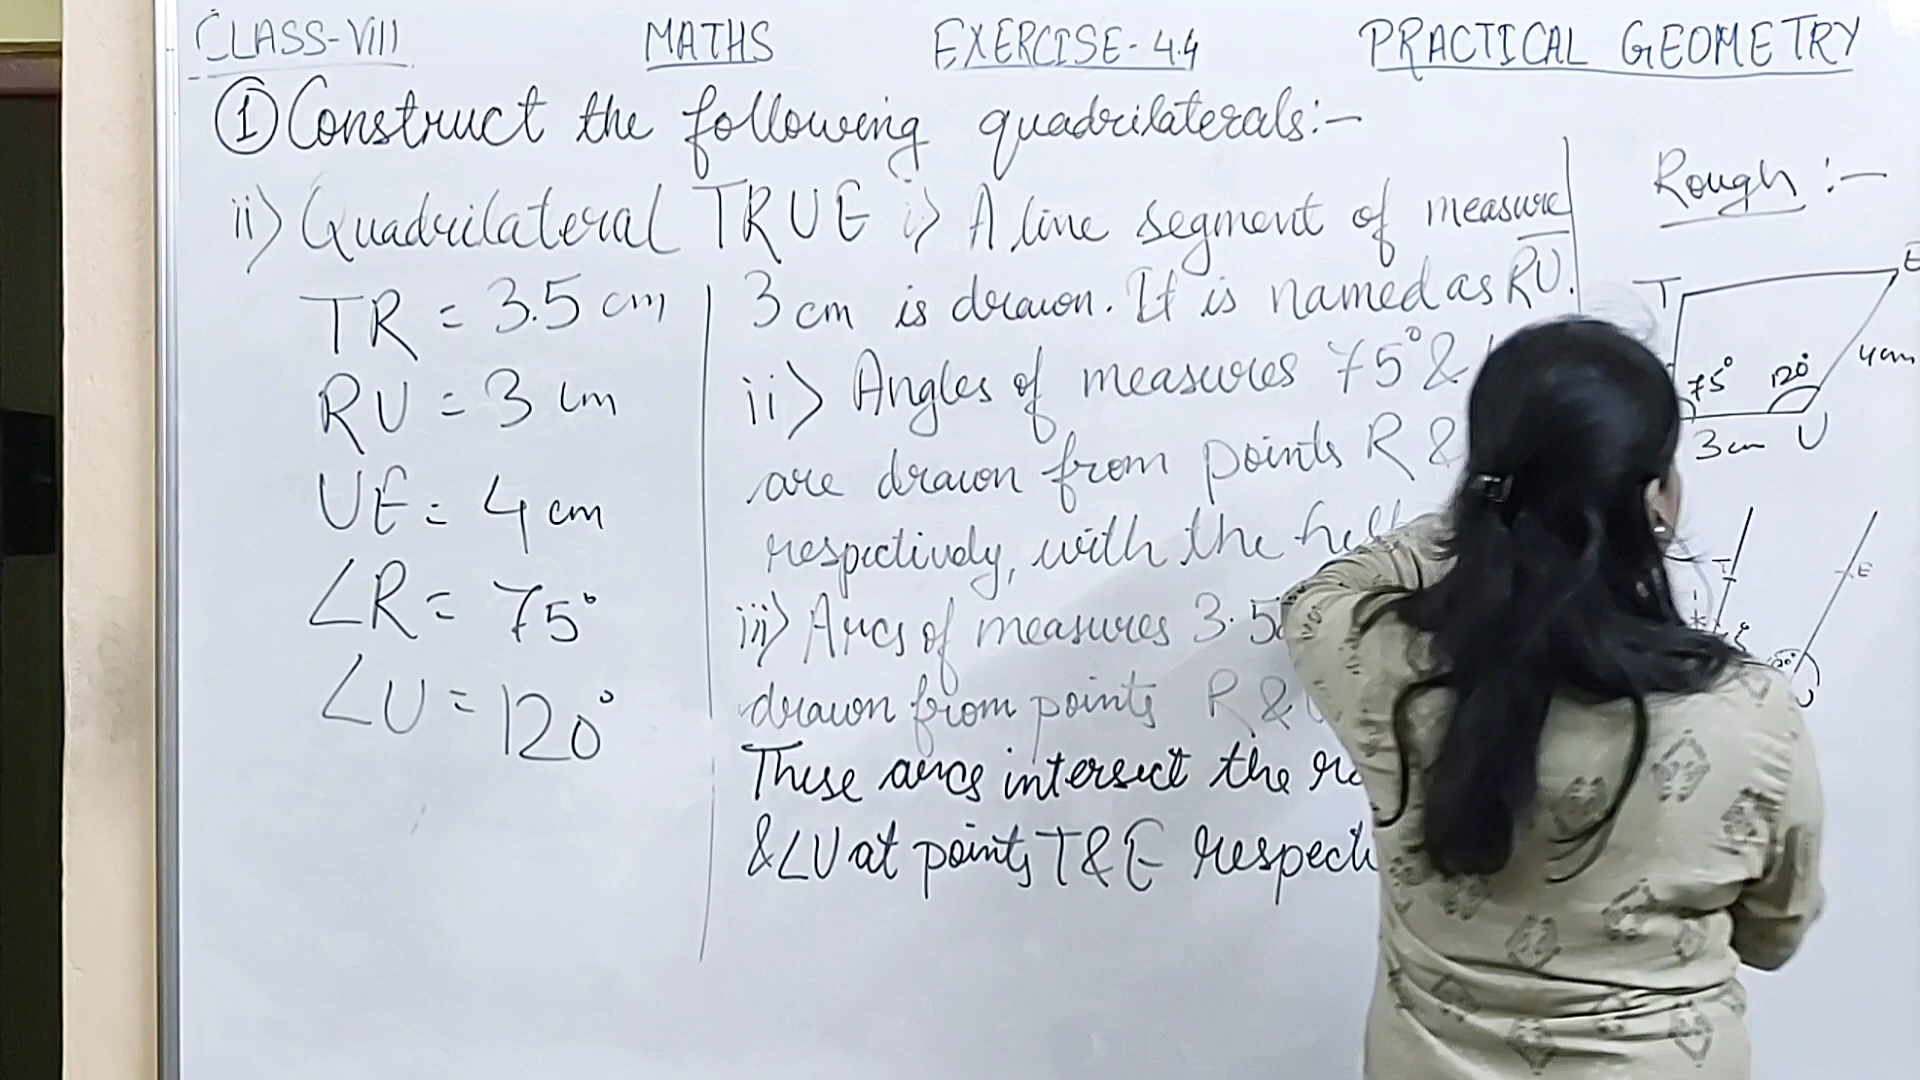 CLASS-VIII MATHS EXERCISE-4.4 PRACTICAL GEOMETRY
① Construct the following quadrilaterals:-
ii) Quadrilateral TRUE
TR = 3.5 cm
RU = 3 cm
UE = 4 cm
∠R = 75°
∠U = 120°
i) A line segment of measure
3 cm is drawn. It is named as RU.
ii) Angles of measures 75° &
are drawn from points R &
respectively, with the
iii) Arcs of measures 3.5
drawn from points R &
These arcs intersect the
& ∠U at points T & E
Rough :-
T E
75° 120° 4cm
3 cm U
T E
120°
U